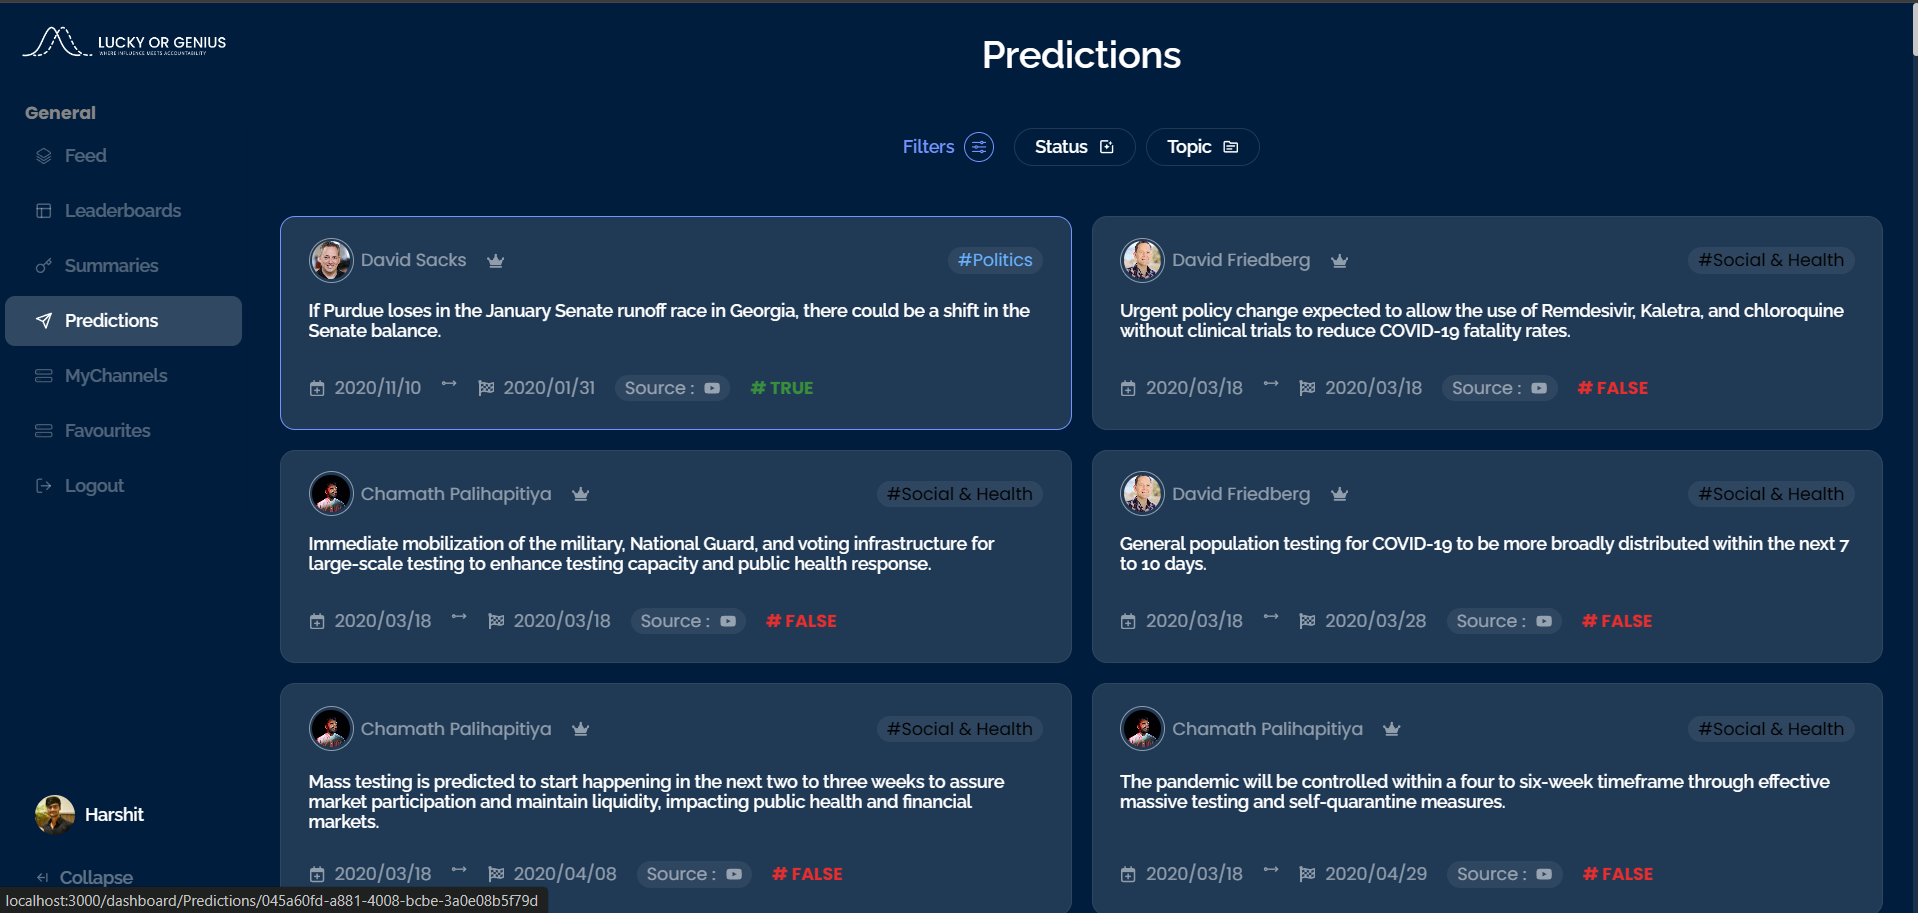 LUCKY OR GENIUS
WHERE INFLUENCE MEETS ACCOUNTABILITY
Predictions
General
Feed
Leaderboards
Summaries
Predictions
MyChannels
Favourites
Logout
Harshit
Collapse
Filters
Status
Topic
David Sacks
#Politics
If Purdue loses in the January Senate runoff race in Georgia, there could be a shift in the
Senate balance.
2020/11/10
2020/01/31
Source :
# TRUE
David Friedberg
#Social & Health
Urgent policy change expected to allow the use of Remdesivir, Kaletra, and chloroquine
without clinical trials to reduce COVID-19 fatality rates.
2020/03/18
2020/03/18
Source :
# FALSE
Chamath Palihapitiya
#Social & Health
Immediate mobilization of the military, National Guard, and voting infrastructure for
large-scale testing to enhance testing capacity and public health response.
2020/03/18
2020/03/18
Source :
# FALSE
David Friedberg
#Social & Health
General population testing for COVID-19 to be more broadly distributed within the next 7
to 10 days.
2020/03/18
2020/03/28
Source :
# FALSE
Chamath Palihapitiya
#Social & Health
Mass testing is predicted to start happening in the next two to three weeks to assure
market participation and maintain liquidity, impacting public health and financial
markets.
2020/03/18
2020/04/08
Source :
# FALSE
Chamath Palihapitiya
#Social & Health
The pandemic will be controlled within a four to six-week timeframe through effective
massive testing and self-quarantine measures.
2020/03/18
2020/04/29
Source :
# FALSE
localhost:3000/dashboard/Predictions/045a60fd-a881-4008-bcbe-3a0e08b5f79d